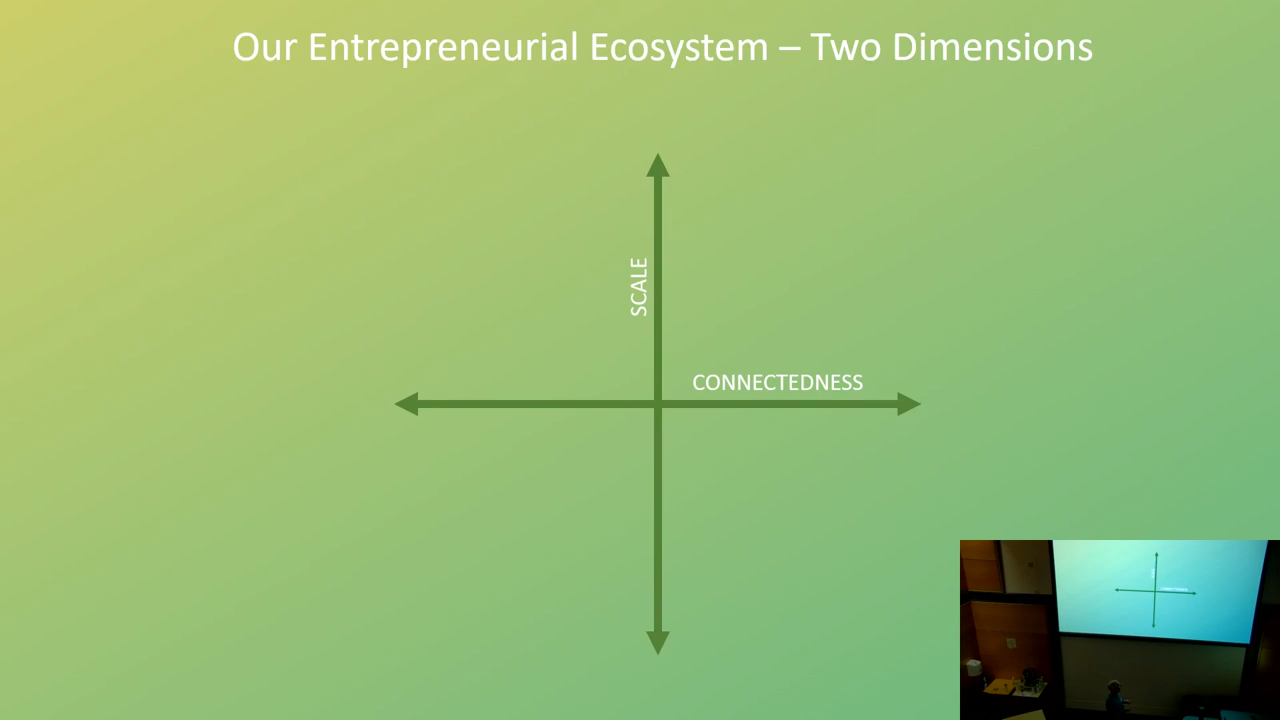 Our Entrepreneurial Ecosystem – Two Dimensions
SCALE
CONNECTEDNESS